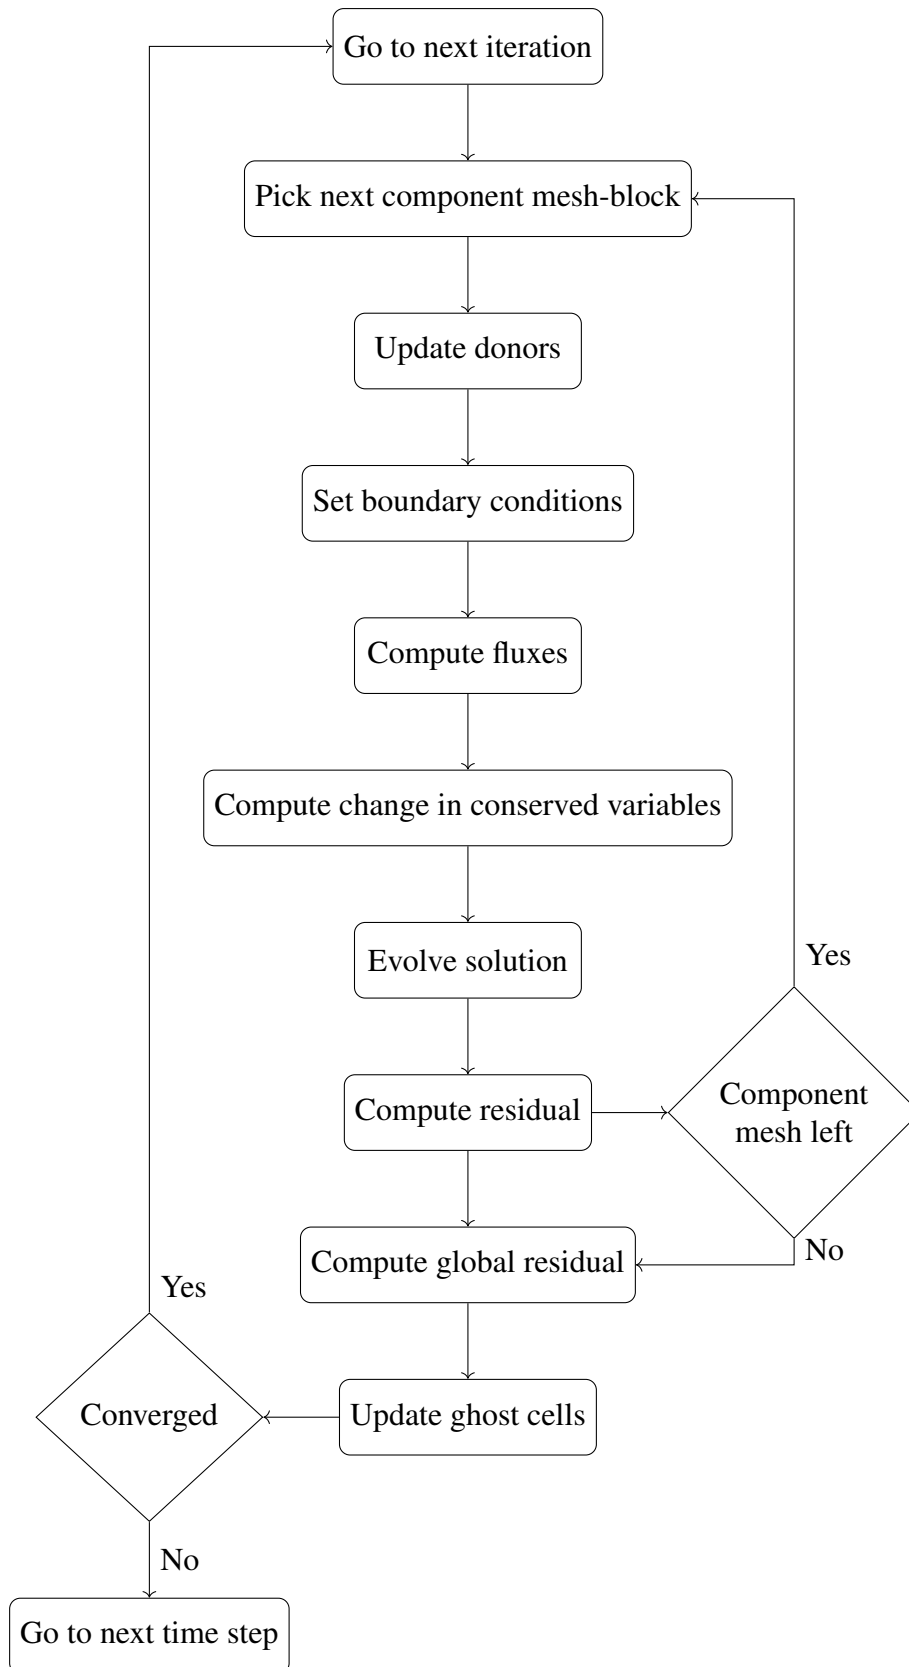 Go to next iteration
Pick next component mesh-block
Update donors
Set boundary conditions
Compute fluxes
Compute change in conserved variables
Evolve solution
Yes
Compute residual
Component
mesh left
No
Compute global residual
Yes
Converged
Update ghost cells
No
Go to next time step